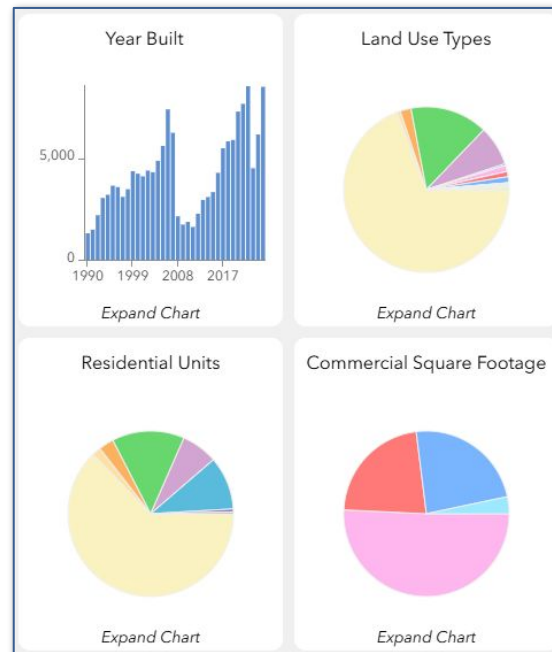 Year Built
5,000
0
1990 1999 2008 2017
Expand Chart
Land Use Types
Expand Chart
Residential Units
Expand Chart
Commercial Square Footage
Expand Chart